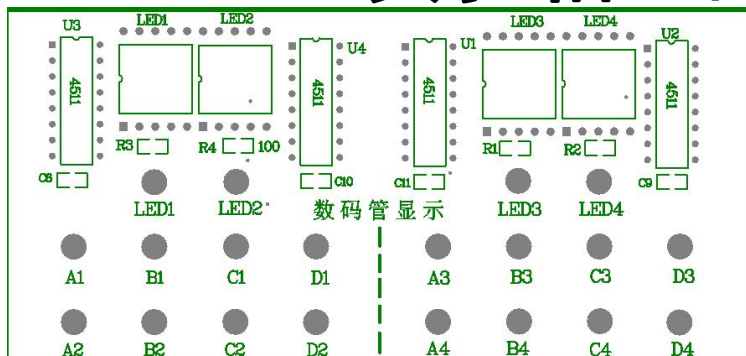 U3 LED1 LED2 U4 U1 LED3 LED4 U2
4511 4511 4511 4511
R3 R4 100 R1 R2
C8 C10 C11 C9
LED1 LED2 数码管显示 LED3 LED4
A1 B1 C1 D1 A3 B3 C3 D3
A2 B2 C2 D2 A4 B4 C4 D4